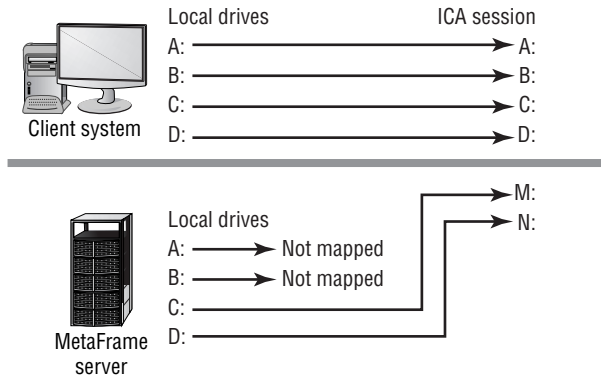 Local drives ICA session
A: A:
B: B:
C: C:
D: D:
Client system
M:
N:
Local drives
A: Not mapped
B: Not mapped
C:
D:
MetaFrame
server